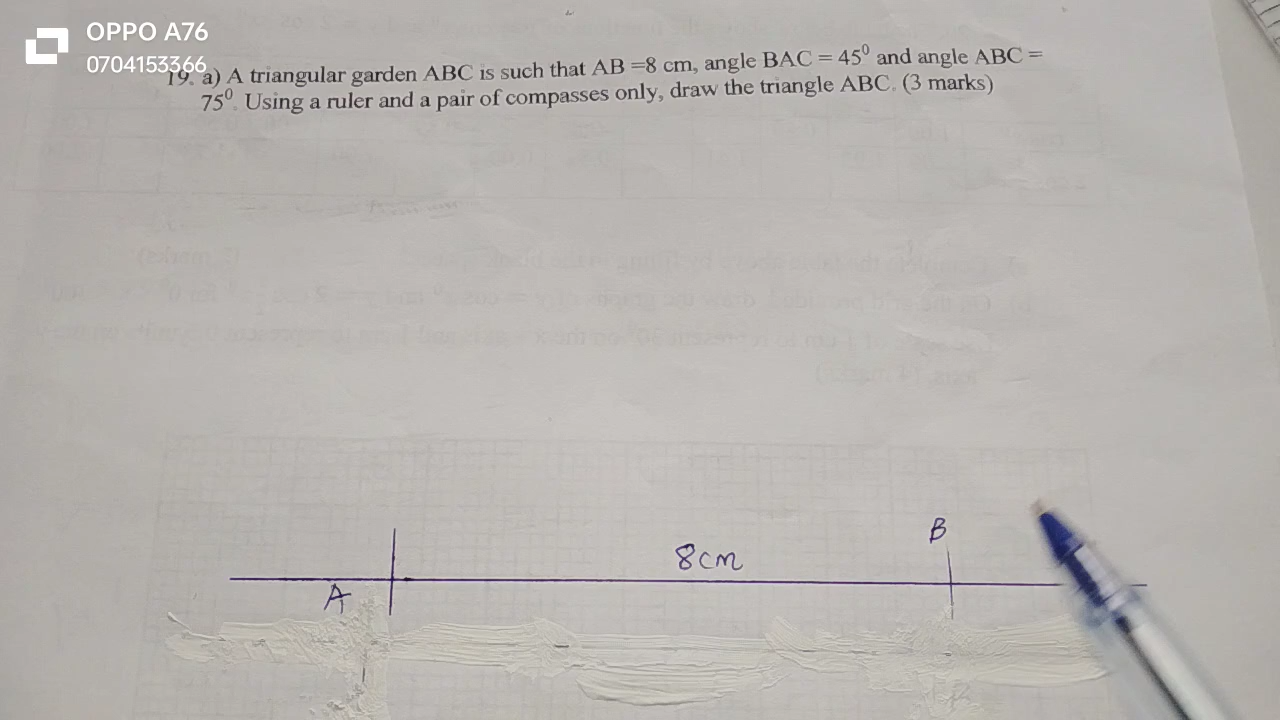 OPPO A76
0704153366
19. a) A triangular garden ABC is such that AB =8 cm, angle BAC = 45⁰ and angle ABC =
75⁰. Using a ruler and a pair of compasses only, draw the triangle ABC. (3 marks)
B
8cm
A